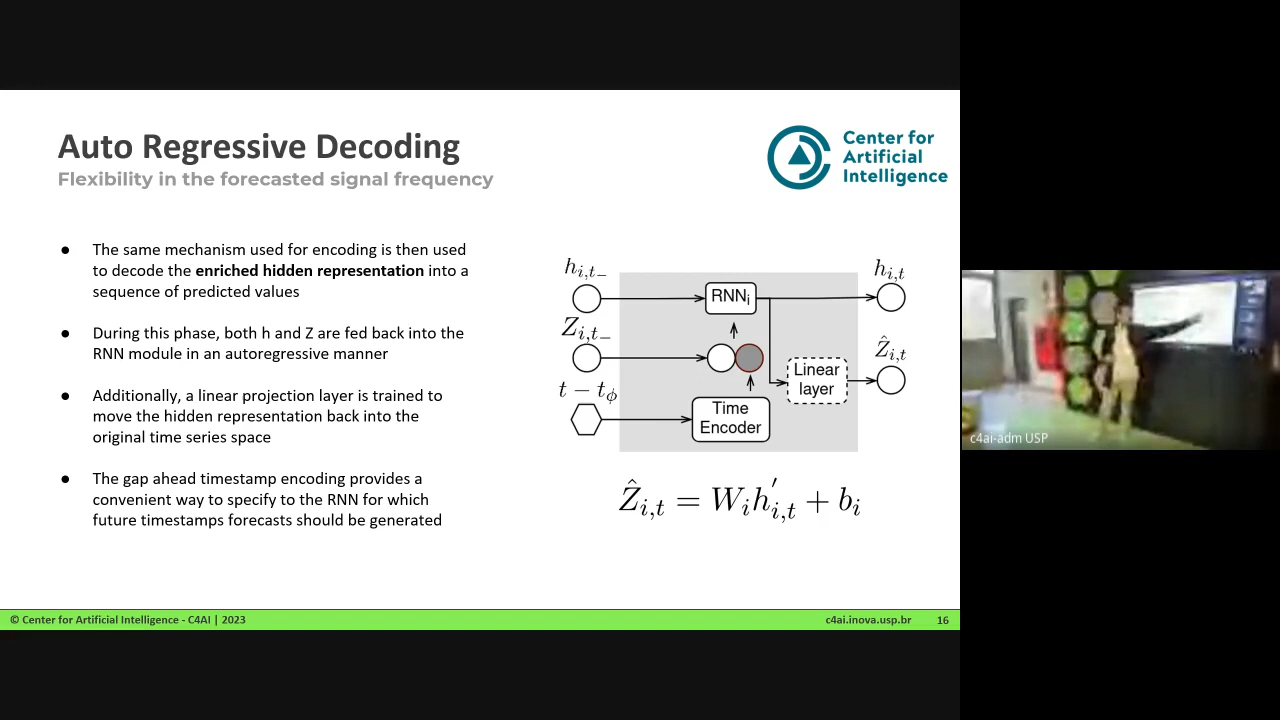 Auto Regressive Decoding
Flexibility in the forecasted signal frequency
Center for
Artificial
Intelligence
● The same mechanism used for encoding is then used
to decode the enriched hidden representation into a
sequence of predicted values
● During this phase, both h and Z are fed back into the
RNN module in an autoregressive manner
● Additionally, a linear projection layer is trained to
move the hidden representation back into the
original time series space
● The gap ahead timestamp encoding provides a
convenient way to specify to the RNN for which
future timestamps forecasts should be generated
h_{i,t_-}
RNN_i
h_{i,t}
Z_{i,t_-}
\hat{Z}_{i,t}
Linear
layer
t − t_ϕ
Time
Encoder
\hat{Z}_{i,t} = W_i h'_{i,t} + b_i
c4ai-adm USP
© Center for Artificial Intelligence - C4AI | 2023
c4ai.inova.usp.br 16